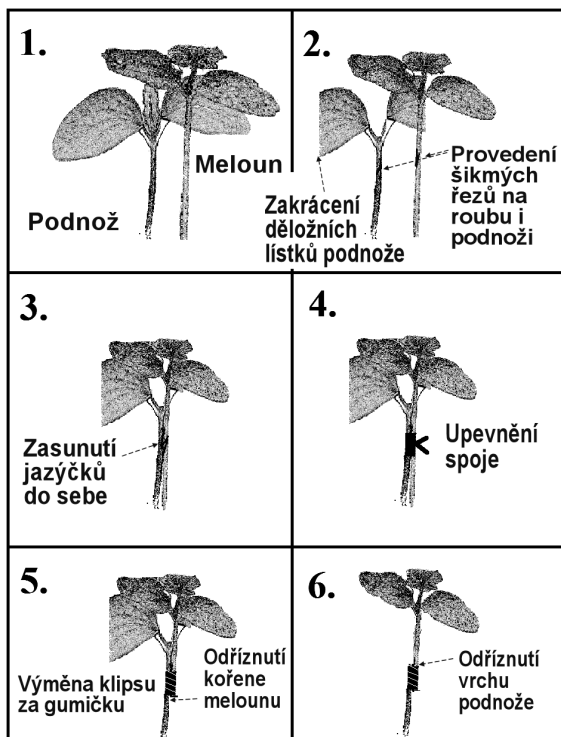 1.
Meloun
Podnož
2.
Zakrácení
děložních
lístků podnože
Provedení
šikmých
řezů na
roubu i
podnoži
3.
Zasunutí
jazýčků
do sebe
4.
Upevnění
spoje
5.
Výměna klipsu
za gumičku
Odříznutí
kořene
melounu
6.
Odříznutí
vrchu
podnože